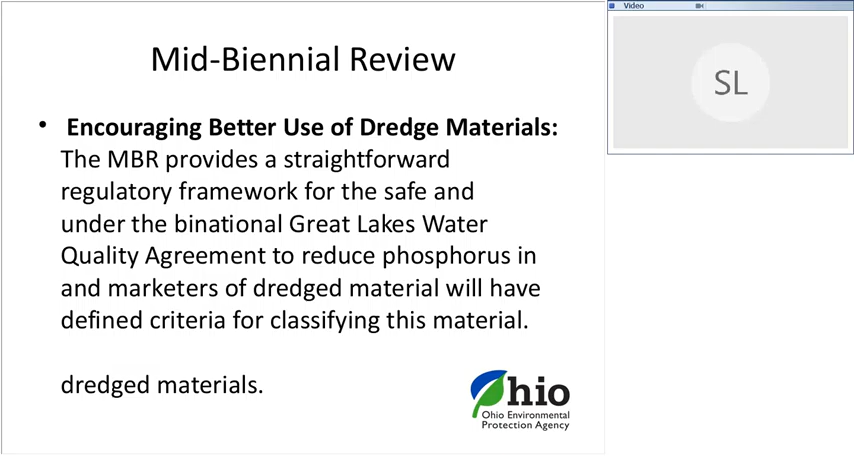 Mid-Biennial Review
• Encouraging Better Use of Dredge Materials:
The MBR provides a straightforward
regulatory framework for the safe and
under the binational Great Lakes Water
Quality Agreement to reduce phosphorus in
and marketers of dredged material will have
defined criteria for classifying this material.
dredged materials.
Ohio
Ohio Environmental
Protection Agency
Video
SL